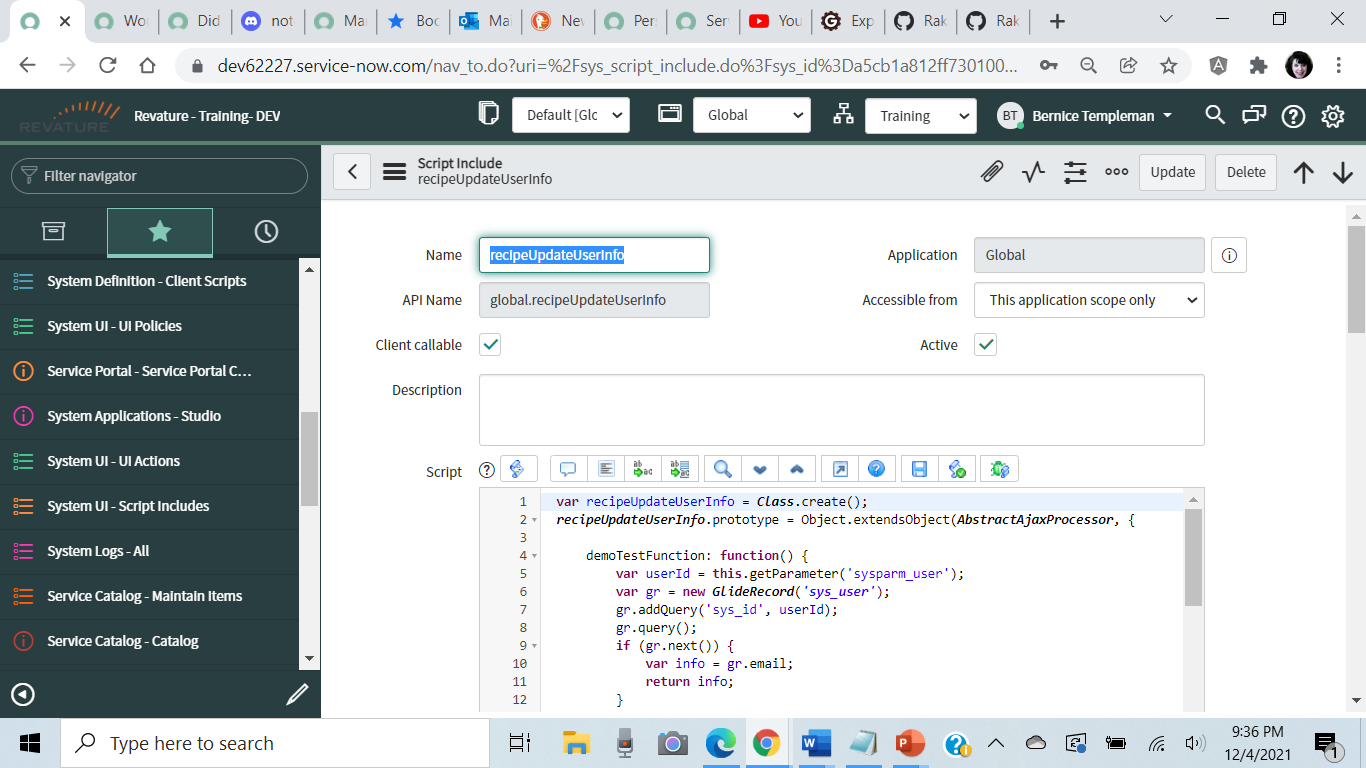 Wor
Did
not
Ma
Boo
Ma
Nev
Per
Ser
You
Exp
Rak
Rak
dev62227.service-now.com/nav_to.do?uri=%2Fsys_script_include.do%3Fsys_id%3Da5cb1a812ff730100...
REVATURE
Revature - Training- DEV
Default [Glo
Global
Training
BT
Bernice Templeman
Filter navigator
Script Include
recipeUpdateUserInfo
Update
Delete
System Definition - Client Scripts
System UI - UI Policies
Service Portal - Service Portal C...
System Applications - Studio
System UI - UI Actions
System UI - Script Includes
System Logs - All
Service Catalog - Maintain Items
Service Catalog - Catalog
Name
recipeUpdateUserInfo
Application
Global
API Name
global.recipeUpdateUserInfo
Accessible from
This application scope only
Client callable
Active
Description
Script
1 var recipeUpdateUserInfo = Class.create();
2 recipeUpdateUserInfo.prototype = Object.extendsObject(AbstractAjaxProcessor, {
3
4 demoTestFunction: function() {
5 var userId = this.getParameter('sysparm_user');
6 var gr = new GlideRecord('sys_user');
7 gr.addQuery('sys_id', userId);
8 gr.query();
9 if (gr.next()) {
10 var info = gr.email;
11 return info;
12 }
Type here to search
9:36 PM
12/4/2021
1